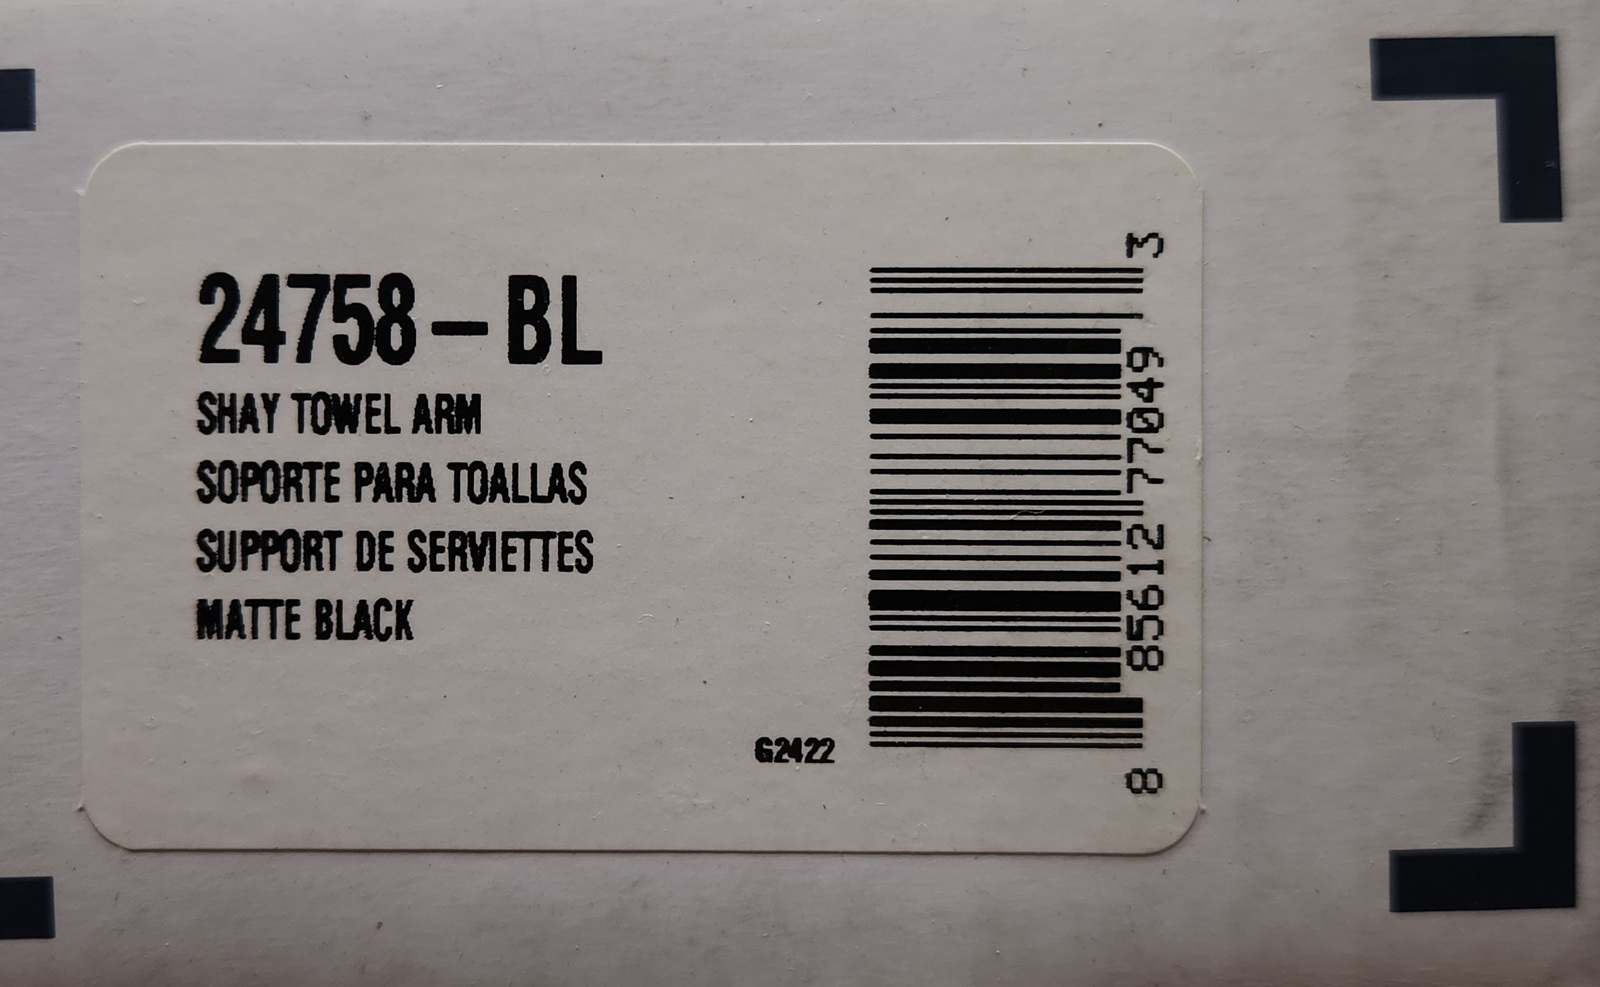 24758-BL
SHAY TOWEL ARM
SOPORTE PARA TOALLAS
SUPPORT DE SERVIETTES
MATTE BLACK
G2422
8 85612 77049 3